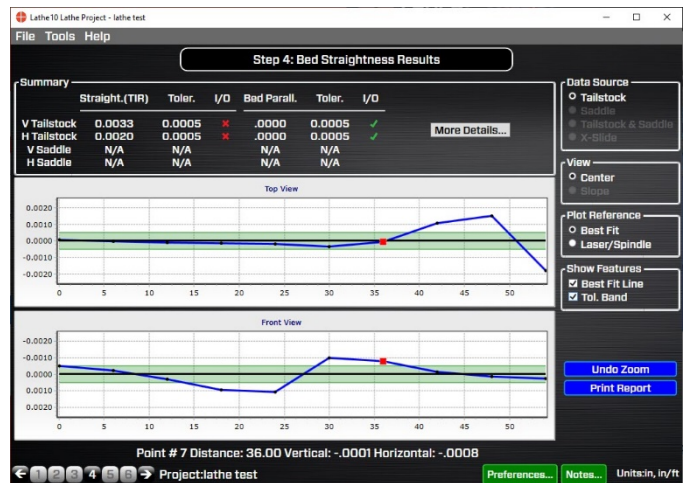 Lathe10 Lathe Project - lathe test
File Tools Help
Step 4: Bed Straightness Results
Summary
Straight.(TIR) Toler. I/O Bed Parall. Toler. I/O
V Tailstock 0.0033 0.0005 ✖ .0000 0.0005 ✓
H Tailstock 0.0020 0.0005 ✖ .0000 0.0005 ✓
V Saddle N/A N/A N/A N/A
H Saddle N/A N/A N/A N/A
More Details...
Data Source
Tailstock
Saddle
Tailstock & Saddle
X-Slide
View
Center
Slope
Plot Reference
Best Fit
Laser/Spindle
Show Features
Best Fit Line
Tol. Band
Top View
0.0020
0.0010
0.0000
-0.0010
-0.0020
0 5 10 15 20 25 30 35 40 45 50
Front View
-0.0020
-0.0010
0.0000
0.0010
0.0020
0 5 10 15 20 25 30 35 40 45 50
Undo Zoom
Print Report
Point # 7 Distance: 36.00 Vertical: -.0001 Horizontal: -.0008
1 2 3 4 5 6 Project:lathe test
Preferences... Notes... Units:in, in/ft